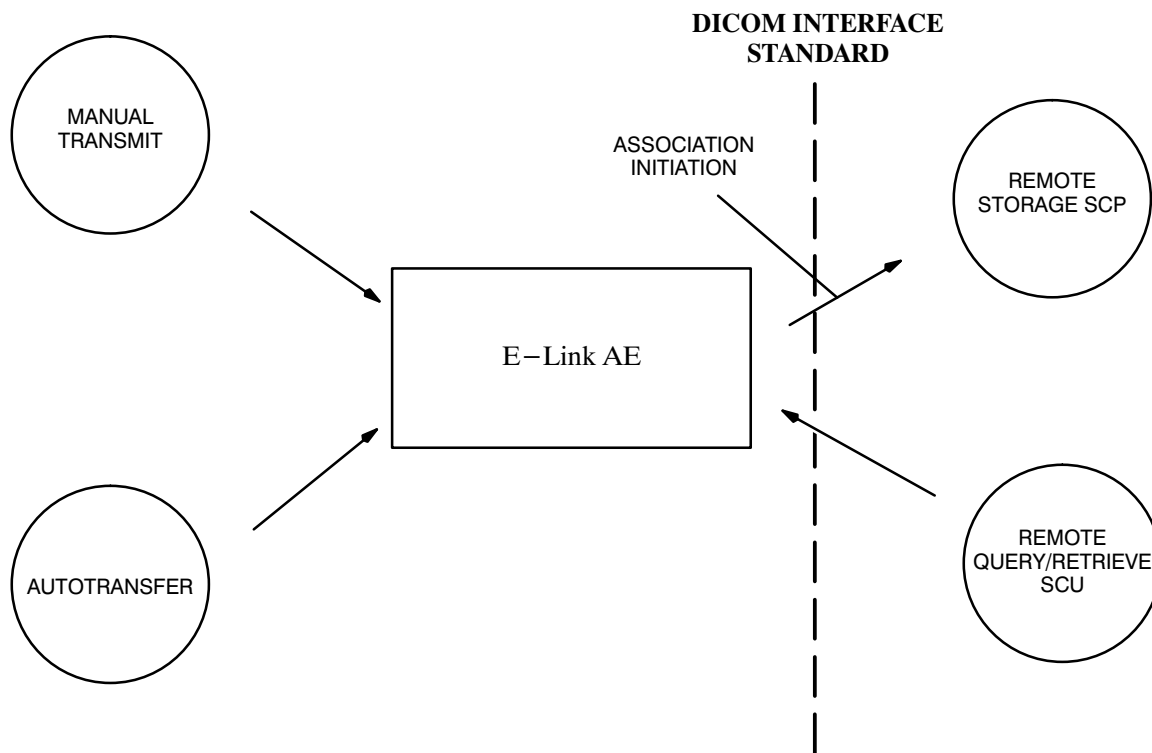 DICOM INTERFACE
STANDARD
MANUAL
TRANSMIT
ASSOCIATION
INITIATION
REMOTE
STORAGE SCP
E−Link AE
AUTOTRANSFER
REMOTE
QUERY/RETRIEVE
SCU